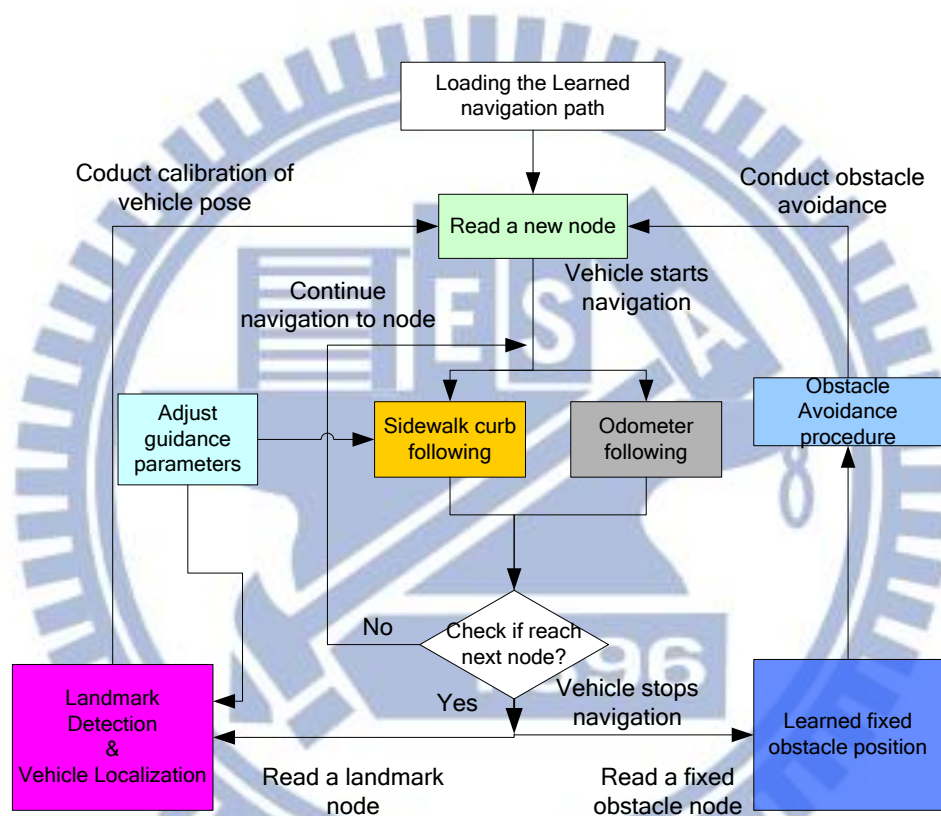 Loading the Learned
navigation path
Coduct calibration of
vehicle pose
Conduct obstacle
avoidance
Read a new node
Vehicle starts
navigation
Continue
navigation to node
E S A
Adjust
guidance
parameters
Sidewalk curb
following
Odometer
following
Obstacle
Avoidance
procedure
No
Check if reach
next node?
Yes
Vehicle stops
navigation
Landmark
Detection
&
Vehicle Localization
Learned fixed
obstacle position
Read a landmark
node
Read a fixed
obstacle node